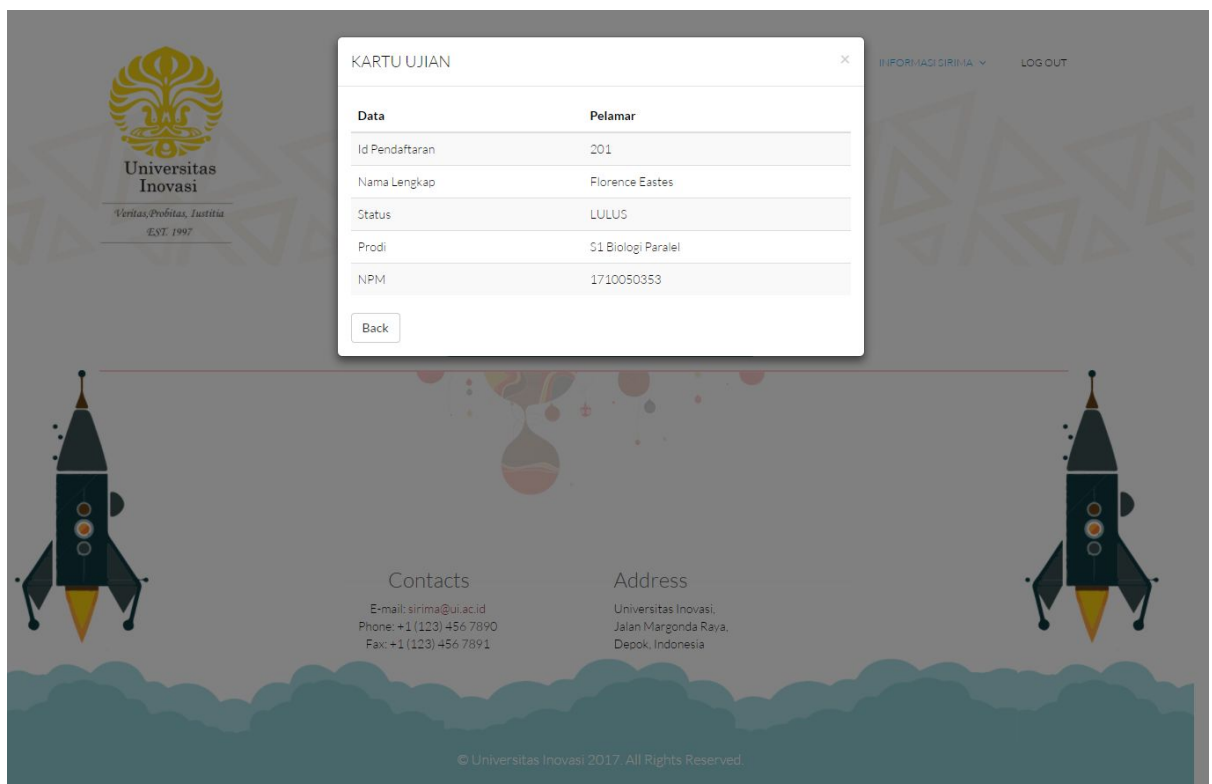 KARTU UJIAN ×
INFORMASI SIRIMA LOG OUT
Universitas
Inovasi
Veritas, Probitas, Iustitia
EST. 1997
Data Pelamar
Id Pendaftaran 201
Nama Lengkap Florence Eastes
Status LULUS
Prodi S1 Biologi Paralel
NPM 1710050353
Back
Contacts
E-mail: sirima@ui.ac.id
Phone: +1 (123) 456 7890
Fax: +1 (123) 456 7891
Address
Universitas Inovasi,
Jalan Margonda Raya,
Depok, Indonesia
© Universitas Inovasi 2017. All Rights Reserved.